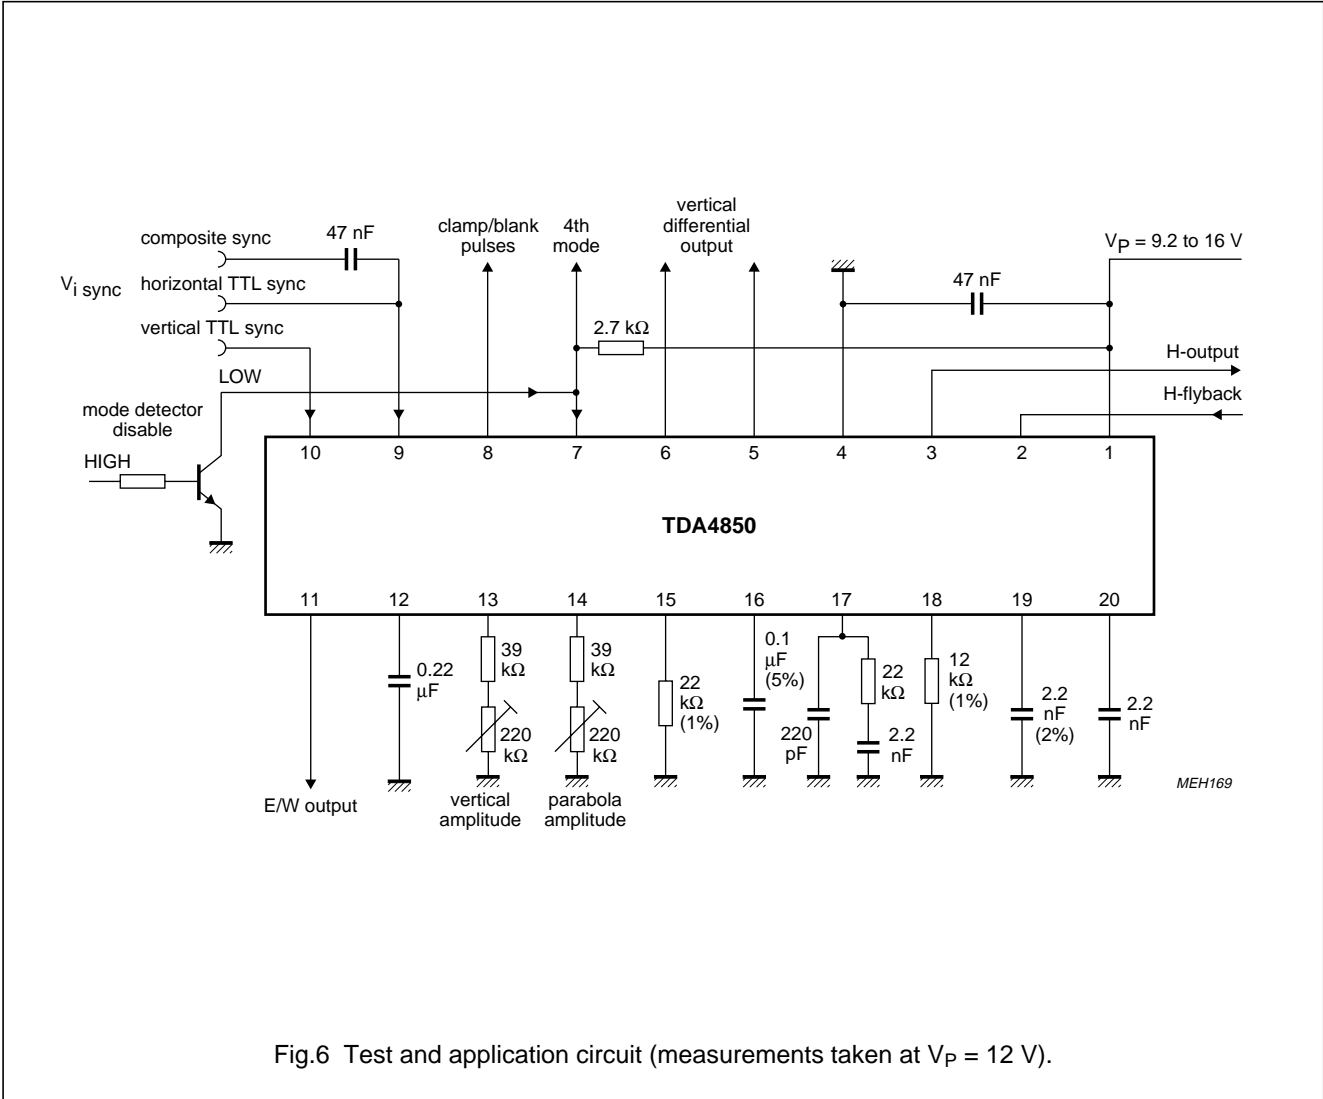 composite sync
47 nF
V i sync
horizontal TTL sync
vertical TTL sync
clamp/blank
pulses
4th
mode
vertical
differential
output
VP = 9.2 to 16 V
47 nF
2.7 kΩ
LOW
H-output
H-flyback
mode detector
disable
HIGH
10 9 8 7 6 5 4 3 2 1
TDA4850
11 12 13 14 15 16 17 18 19 20
0.22
μF
39
kΩ
220
kΩ
39
kΩ
220
kΩ
22
kΩ
(1%)
0.1
μF
(5%)
220
pF
22
kΩ
2.2
nF
12
kΩ
(1%)
2.2
nF
(2%)
2.2
nF
E/W output
vertical
amplitude
parabola
amplitude
MEH169
Fig.6 Test and application circuit (measurements taken at VP = 12 V).